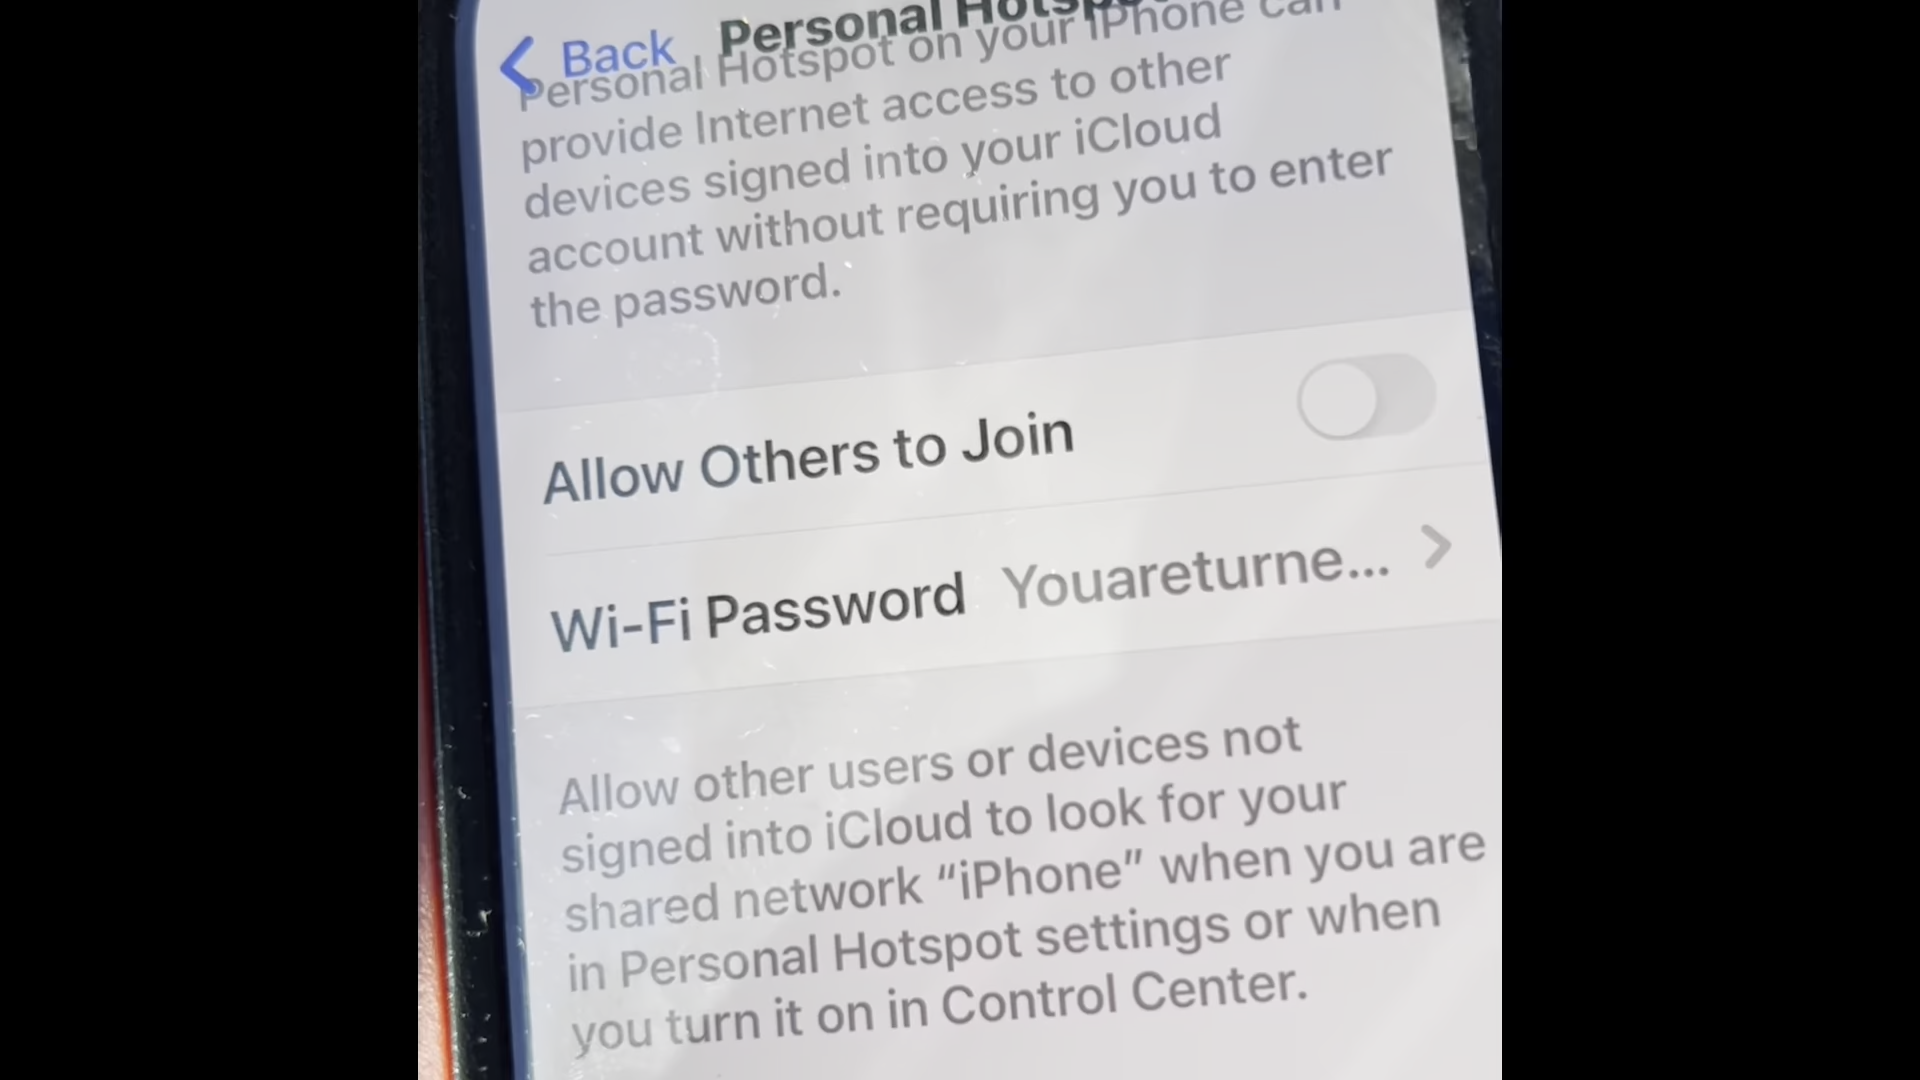 Back Personal Hotsp
Personal Hotspot on your iPhone can
provide Internet access to other
devices signed into your iCloud
account without requiring you to enter
the password.
Allow Others to Join
Wi-Fi Password Youareturne...
Allow other users or devices not
signed into iCloud to look for your
shared network “iPhone” when you are
in Personal Hotspot settings or when
you turn it on in Control Center.